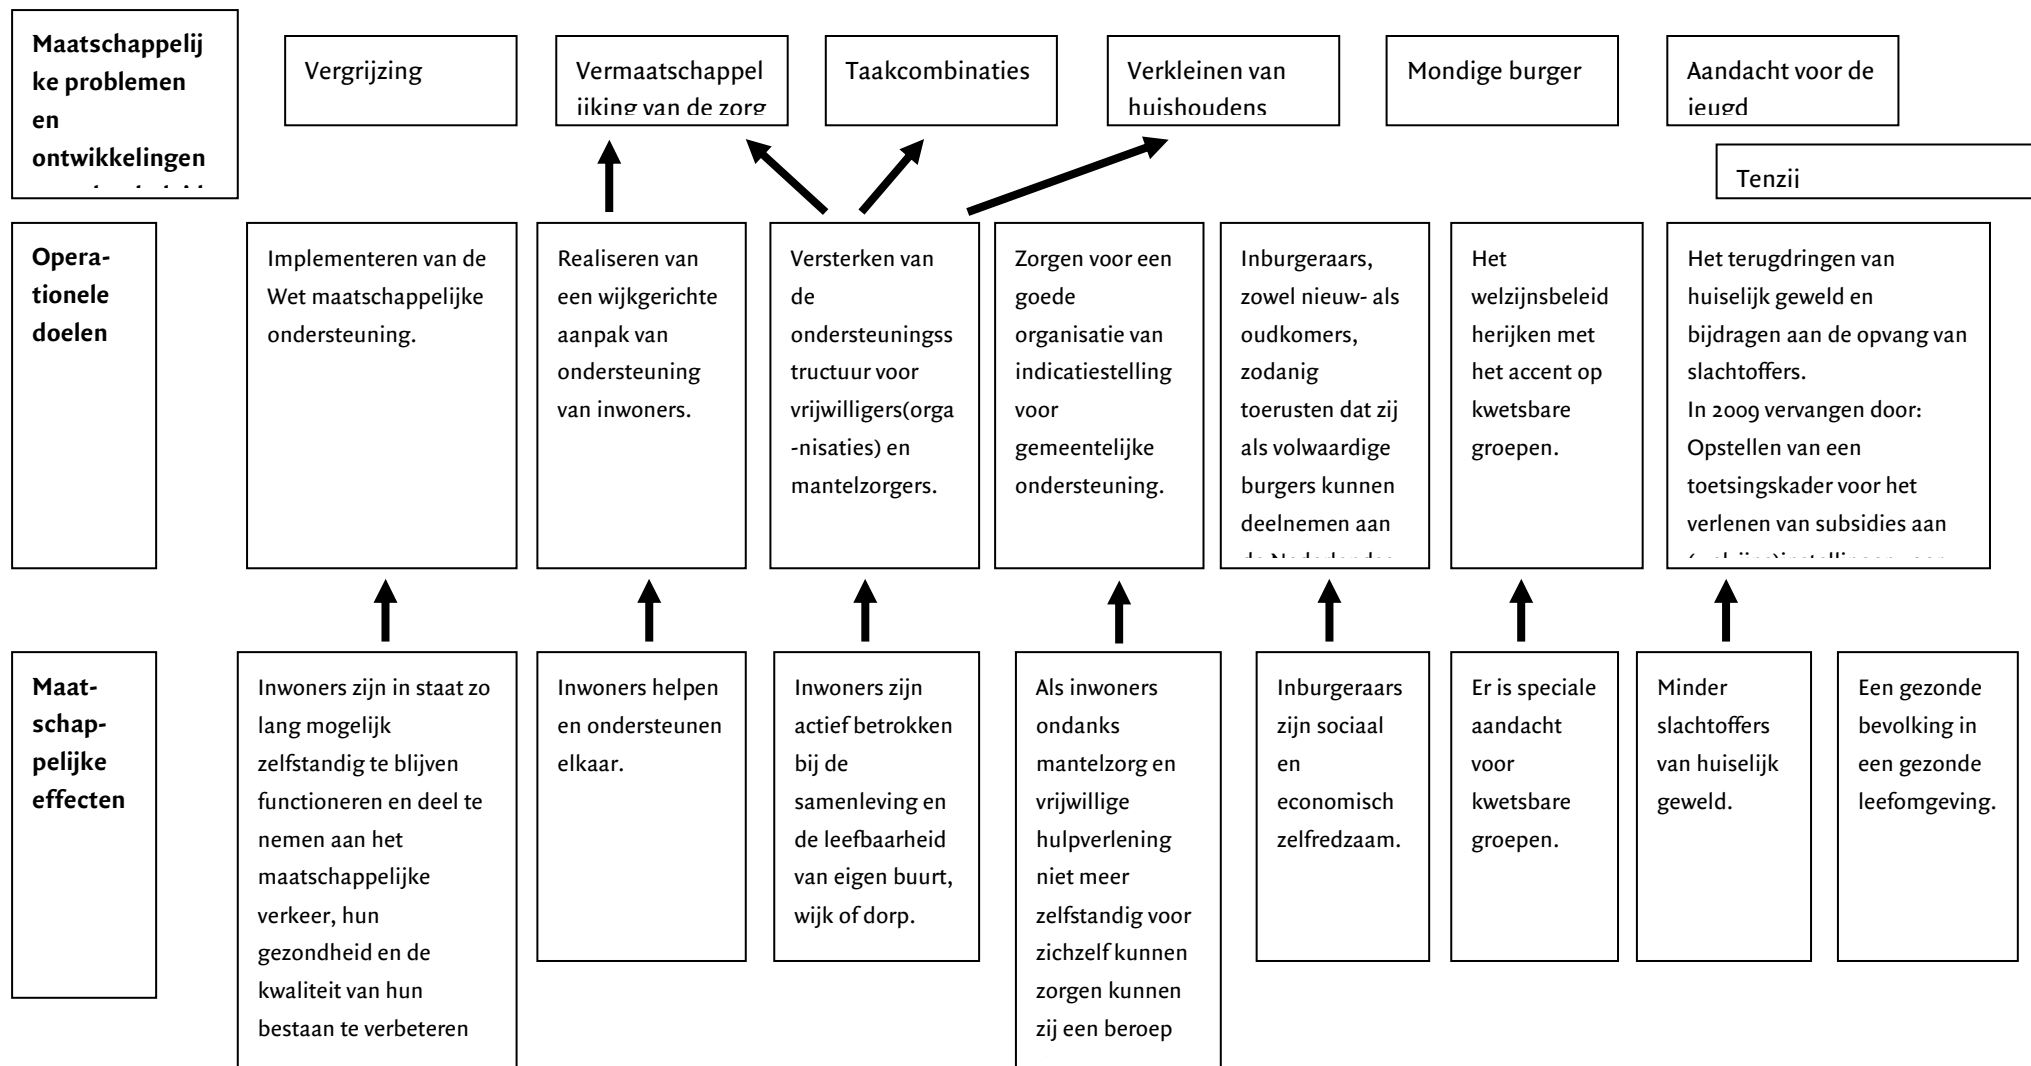 Maatschappelij
ke problemen
en
ontwikkelingen
Vergrijzing
Vermaatschappel
ijking van de zorg
Taakcombinaties
Verkleinen van
huishoudens
Mondige burger
Aandacht voor de
jeugd
Tenzij
Opera-
tionele
doelen
Implementeren van de
Wet maatschappelijke
ondersteuning.
Realiseren van
een wijkgerichte
aanpak van
ondersteuning
van inwoners.
Versterken van
de
ondersteuningss
tructuur voor
vrijwilligers(orga
-nisaties) en
mantelzorgers.
Zorgen voor een
goede
organisatie van
indicatiestelling
voor
gemeentelijke
ondersteuning.
Inburgeraars,
zowel nieuw- als
oudkomers,
zodanig
toerusten dat zij
als volwaardige
burgers kunnen
deelnemen aan
Het
welzijnsbeleid
herijken met
het accent op
kwetsbare
groepen.
Het terugdringen van
huiselijk geweld en
bijdragen aan de opvang van
slachtoffers.
In 2009 vervangen door:
Opstellen van een
toetsingskader voor het
verlenen van subsidies aan
Maat-
schap-
pelijke
effecten
Inwoners zijn in staat zo
lang mogelijk
zelfstandig te blijven
functioneren en deel te
nemen aan het
maatschappelijke
verkeer, hun
gezondheid en de
kwaliteit van hun
bestaan te verbeteren
Inwoners helpen
en ondersteunen
elkaar.
Inwoners zijn
actief betrokken
bij de
samenleving en
de leefbaarheid
van eigen buurt,
wijk of dorp.
Als inwoners
ondanks
mantelzorg en
vrijwillige
hulpverlening
niet meer
zelfstandig voor
zichzelf kunnen
zorgen kunnen
zij een beroep
Inburgeraars
zijn sociaal
en
economisch
zelfredzaam.
Er is speciale
aandacht
voor
kwetsbare
groepen.
Minder
slachtoffers
van huiselijk
geweld.
Een gezonde
bevolking in
een gezonde
leefomgeving.